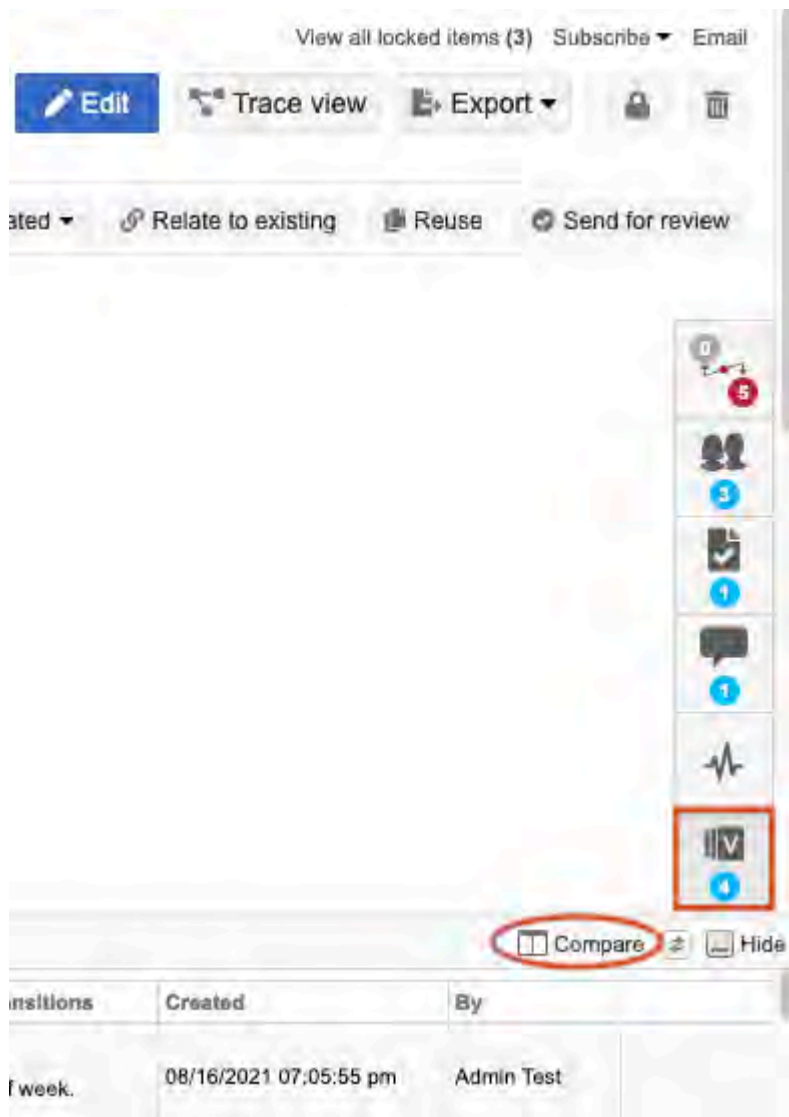 View all locked items (3) Subscribe Email
Edit Trace view Export
ated Relate to existing Reuse Send for review
0
5
3
1
1
V
4
Compare Hide
nsitions Created By
f week. 08/16/2021 07:05:55 pm Admin Test